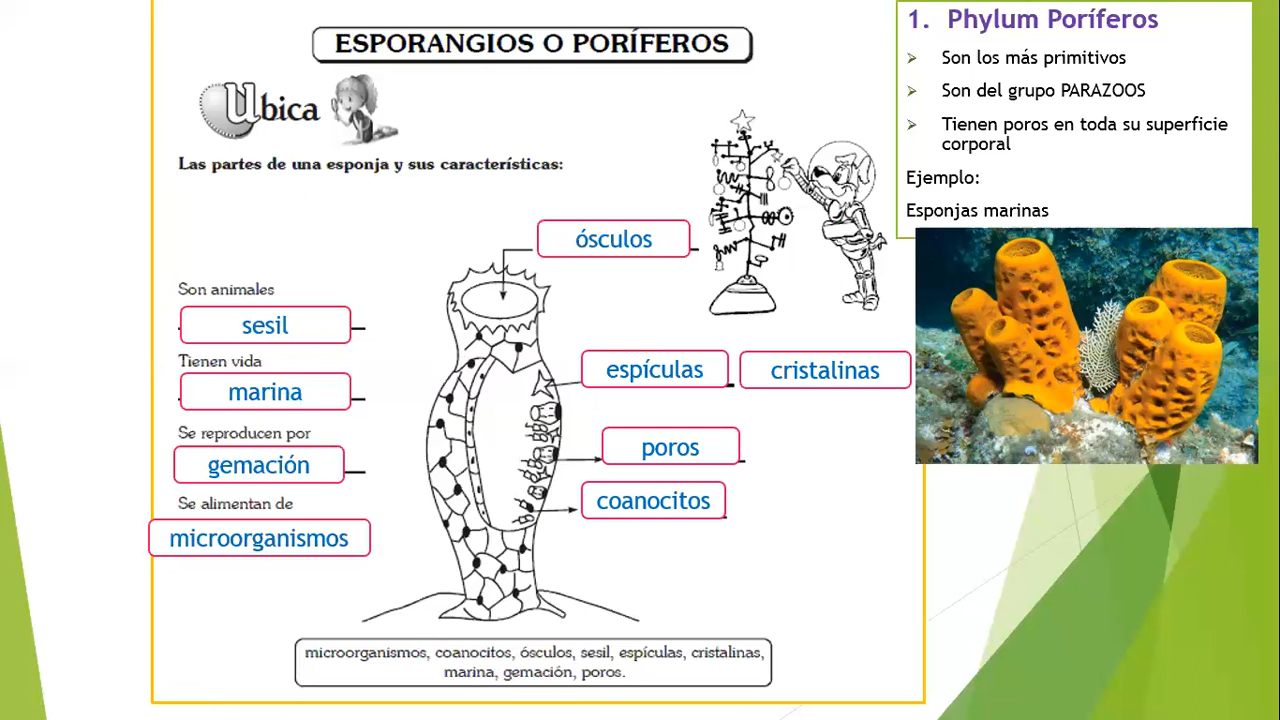 ESPORANGIOS O PORÍFEROS
Ubica
Las partes de una esponja y sus características:
ósculos
Son animales
sesil
Tienen vida
marina
Se reproducen por
gemación
Se alimentan de
microorganismos
espículas
cristalinas
poros
coanocitos
microorganismos, coanocitos, ósculos, sesil, espículas, cristalinas,
marina, gemación, poros.
1. Phylum Poríferos
Son los más primitivos
Son del grupo PARAZOOS
Tienen poros en toda su superficie
corporal
Ejemplo:
Esponjas marinas